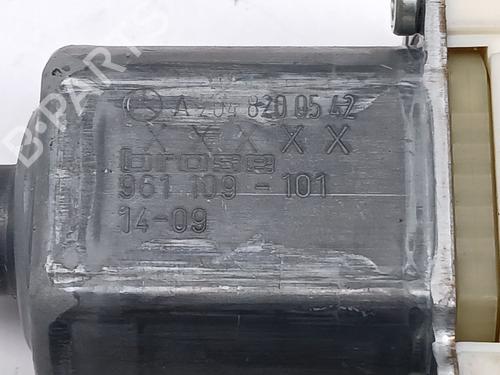 A 204 820 05 42
X X X X X
brose
961 109-101
14-09
B-PARTS